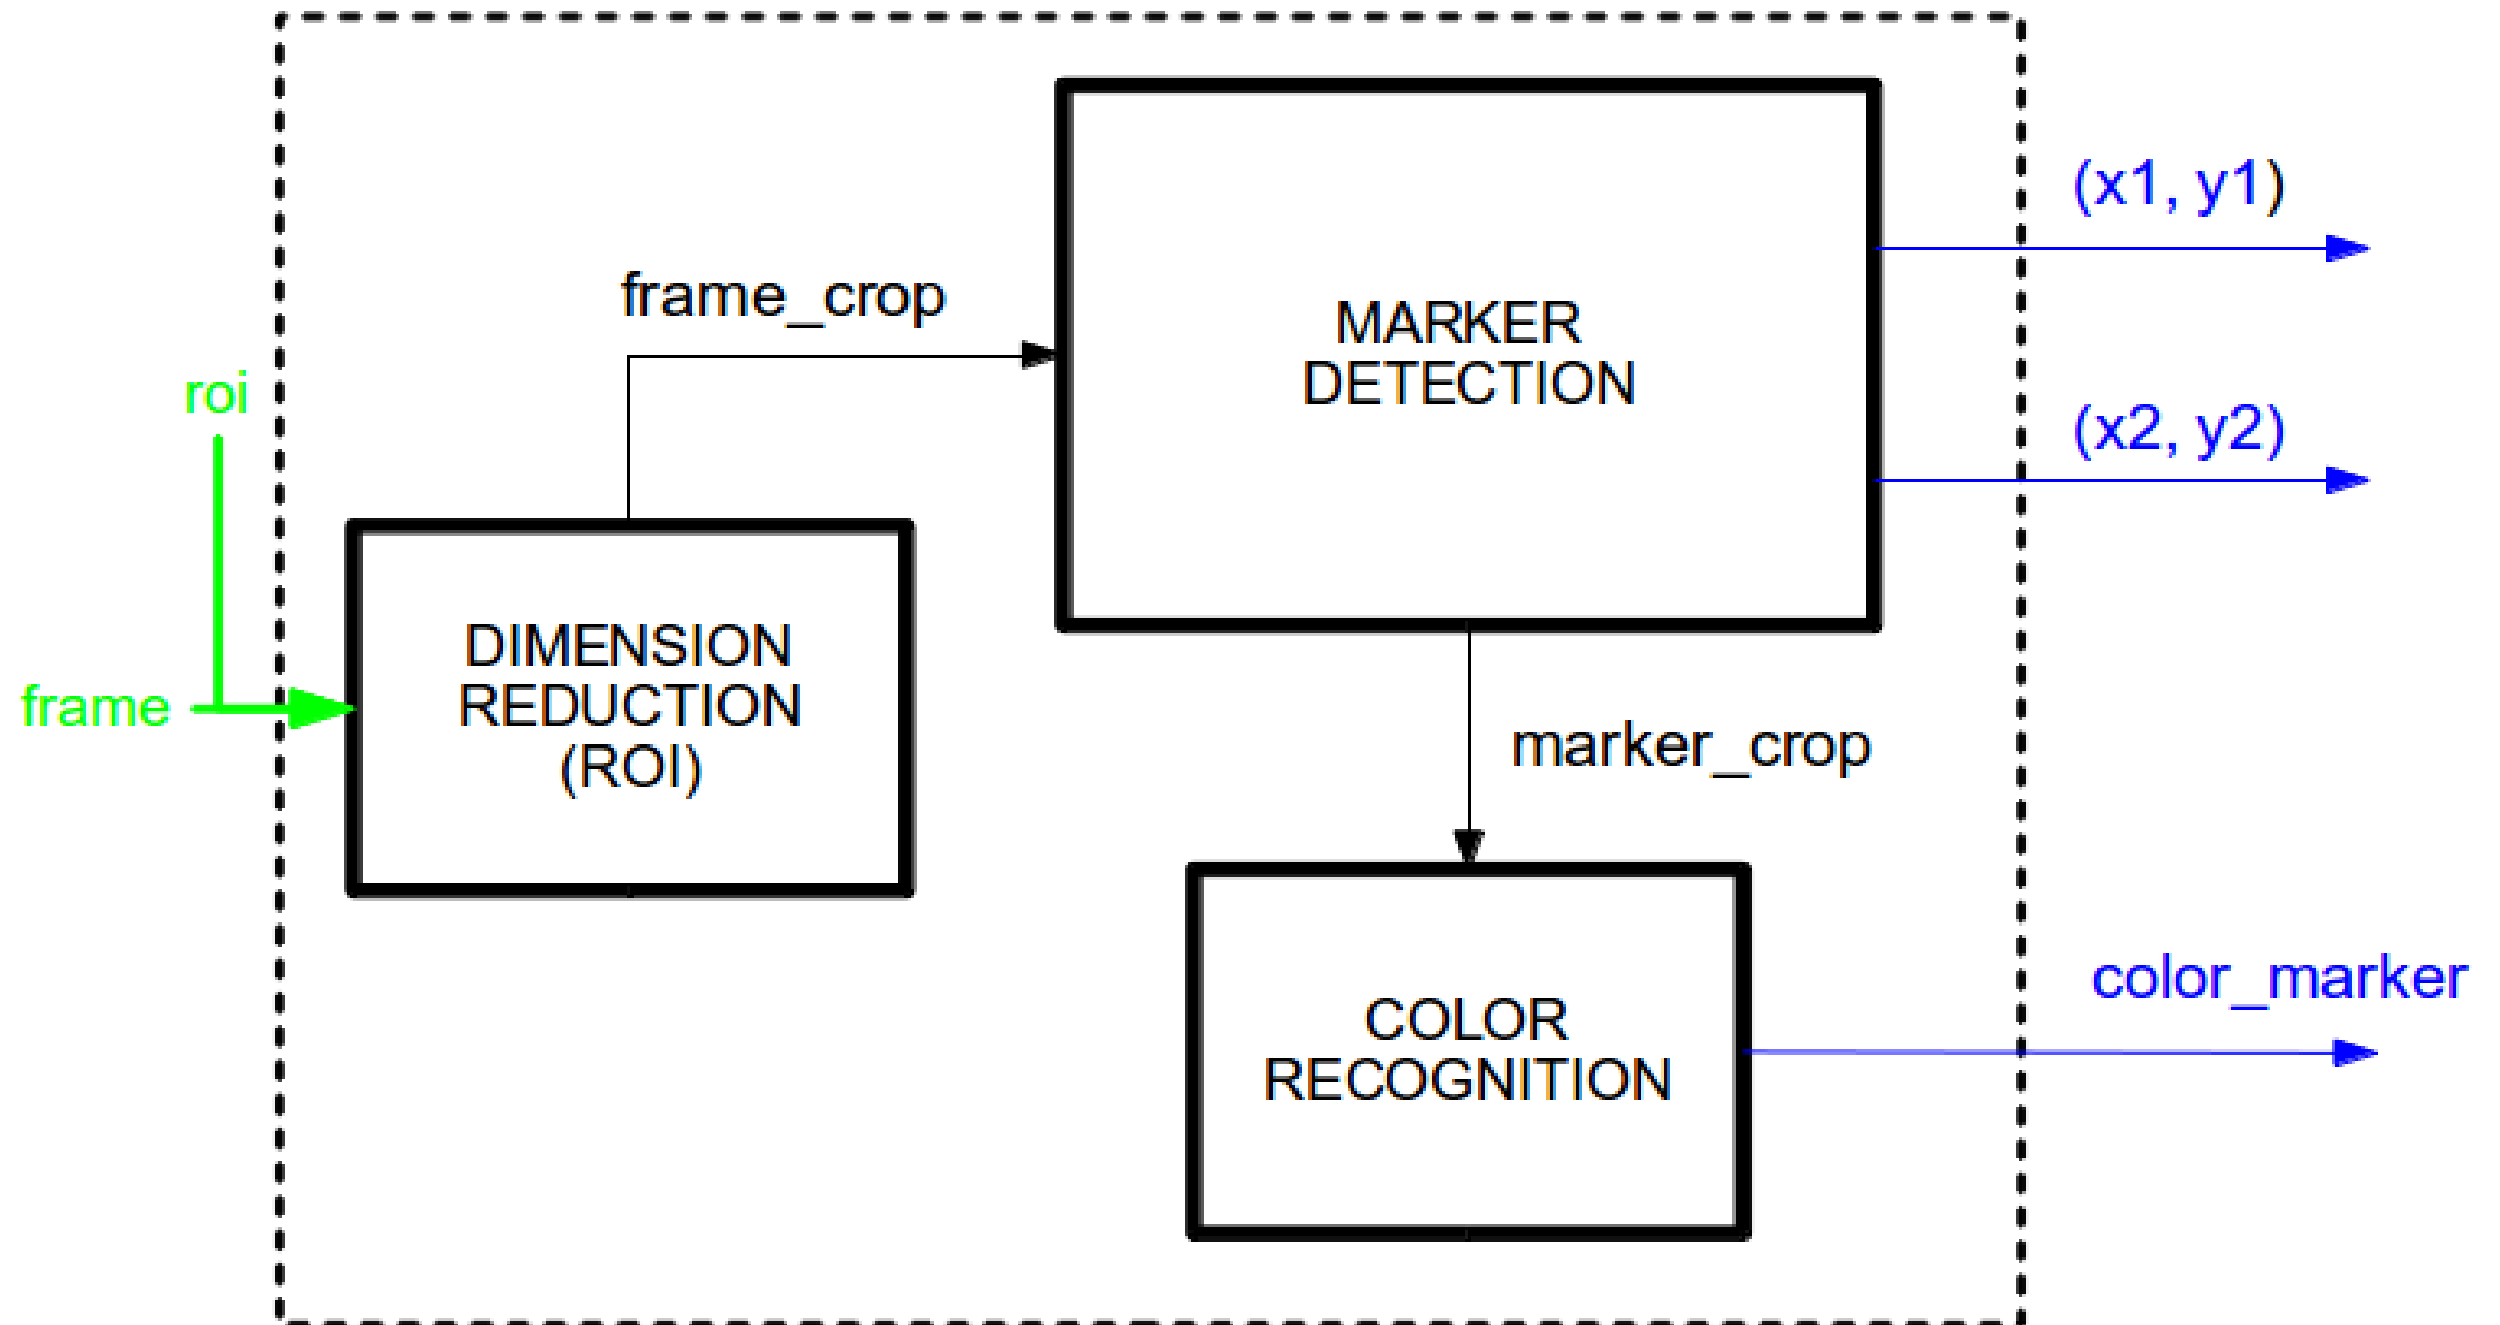 (x1, y1)
frame_crop
MARKER
DETECTION
roi
(x2, y2)
DIMENSION
REDUCTION
(ROI)
frame
marker_crop
color_marker
COLOR
RECOGNITION